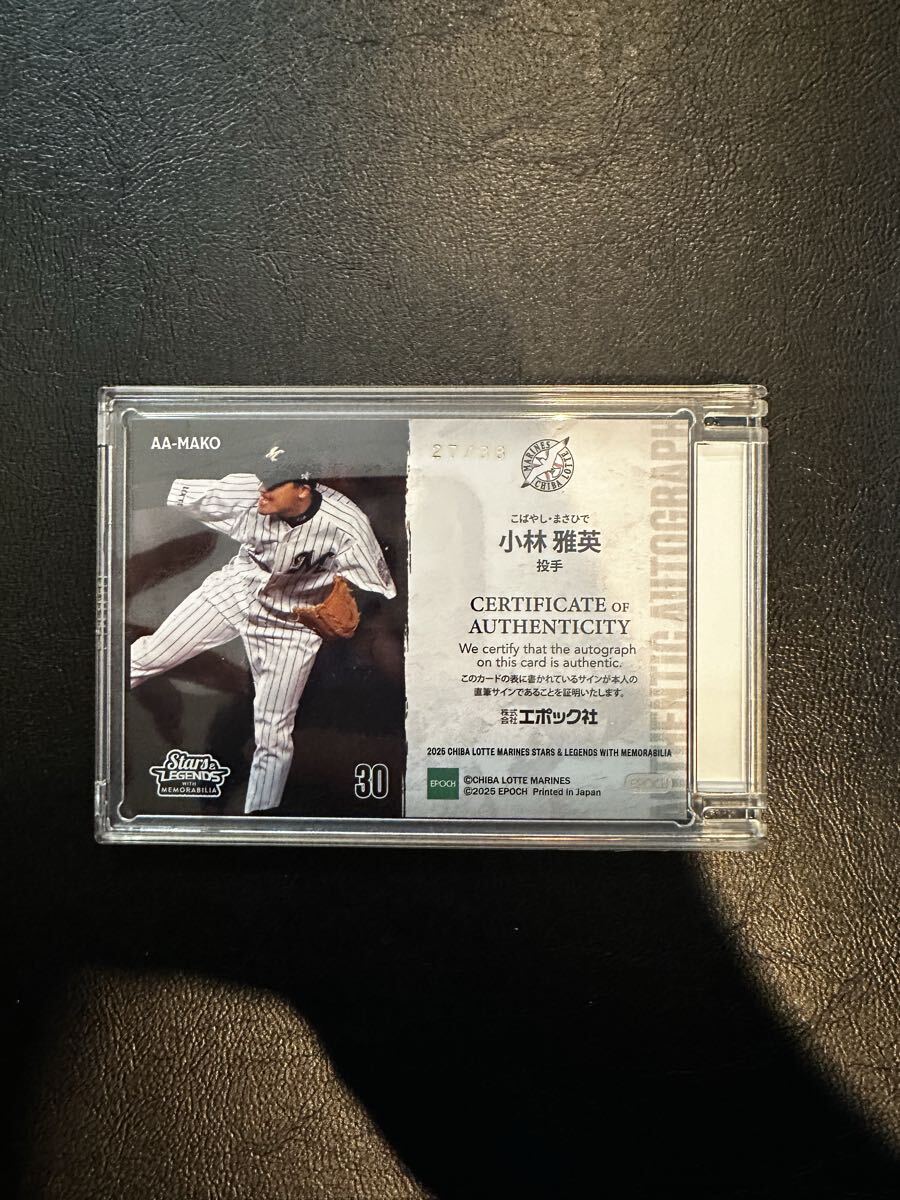 AA-MAKO
MARINES
CHIBA LOTTE
こばやし・まさひで
小林 雅英
投手
CERTIFICATE OF
AUTHENTICITY
We certify that the autograph
on this card is authentic.
このカードの表に書かれているサインが本人の
直筆サインであることを証明いたします。
株式会社エポック社
2025 CHIBA LOTTE MARINES STARS & LEGENDS WITH MEMORABILIA
EPOCH
©CHIBA LOTTE MARINES
©2025 EPOCH Printed in Japan
EPOCH
Stars &
LEGENDS
WITH
MEMORABILIA
30
M
M
AUTOGRAPH